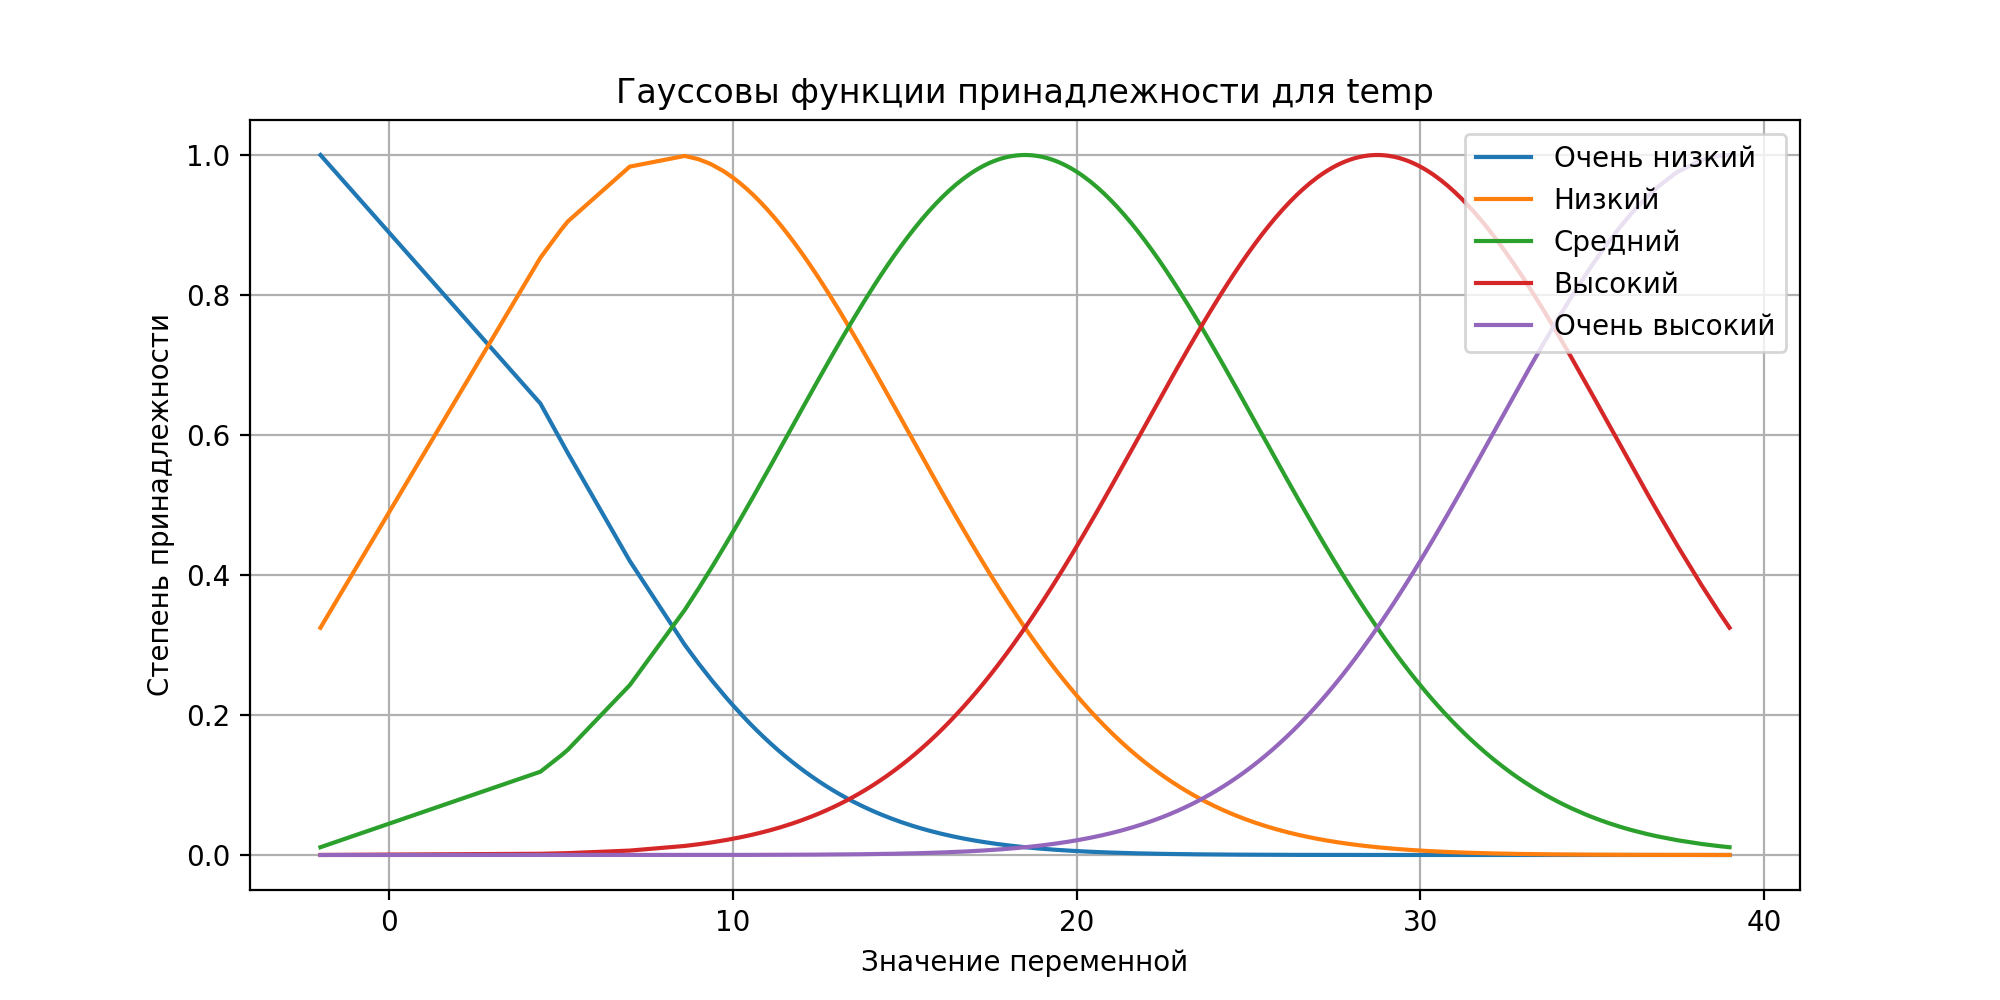 Гауссовы функции принадлежности для temp
Степень принадлежности
1.0
0.8
0.6
0.4
0.2
0.0
Очень низкий
Низкий
Средний
Высокий
Очень высокий
0 10 20 30 40
Значение переменной